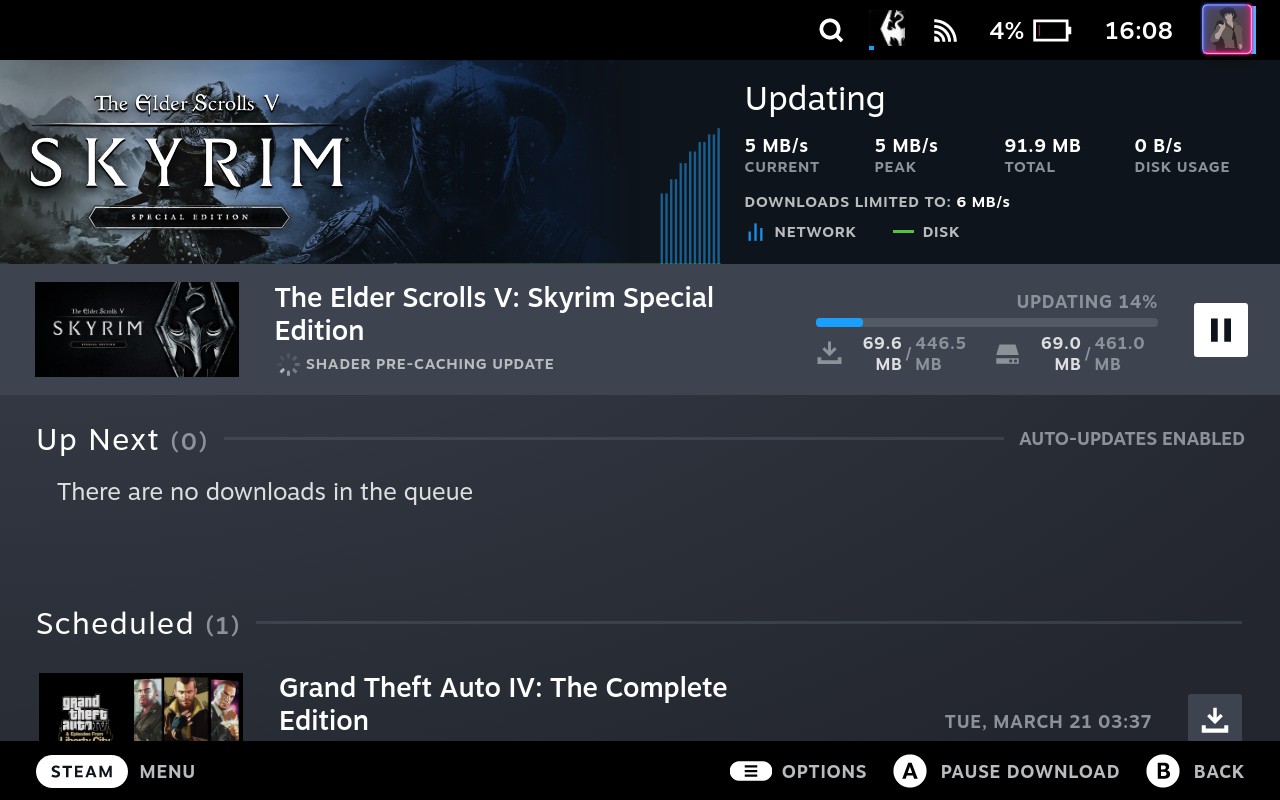 4%
16:08
The Elder Scrolls V
SKYRIM
SPECIAL EDITION
Updating
5 MB/s
5 MB/s
91.9 MB
0 B/s
CURRENT
PEAK
TOTAL
DISK USAGE
DOWNLOADS LIMITED TO: 6 MB/s
NETWORK
DISK
The Elder Scrolls V
SKYRIM
SPECIAL EDITION
The Elder Scrolls V: Skyrim Special
Edition
SHADER PRE-CACHING UPDATE
UPDATING 14%
69.6 / 446.5
MB MB
69.0 / 461.0
MB MB
Up Next (0)
AUTO-UPDATES ENABLED
There are no downloads in the queue
Scheduled (1)
grand
theft
auto IV
& Episodes From
Liberty City
Grand Theft Auto IV: The Complete
Edition
TUE, MARCH 21 03:37
STEAM MENU
OPTIONS
A PAUSE DOWNLOAD
B BACK